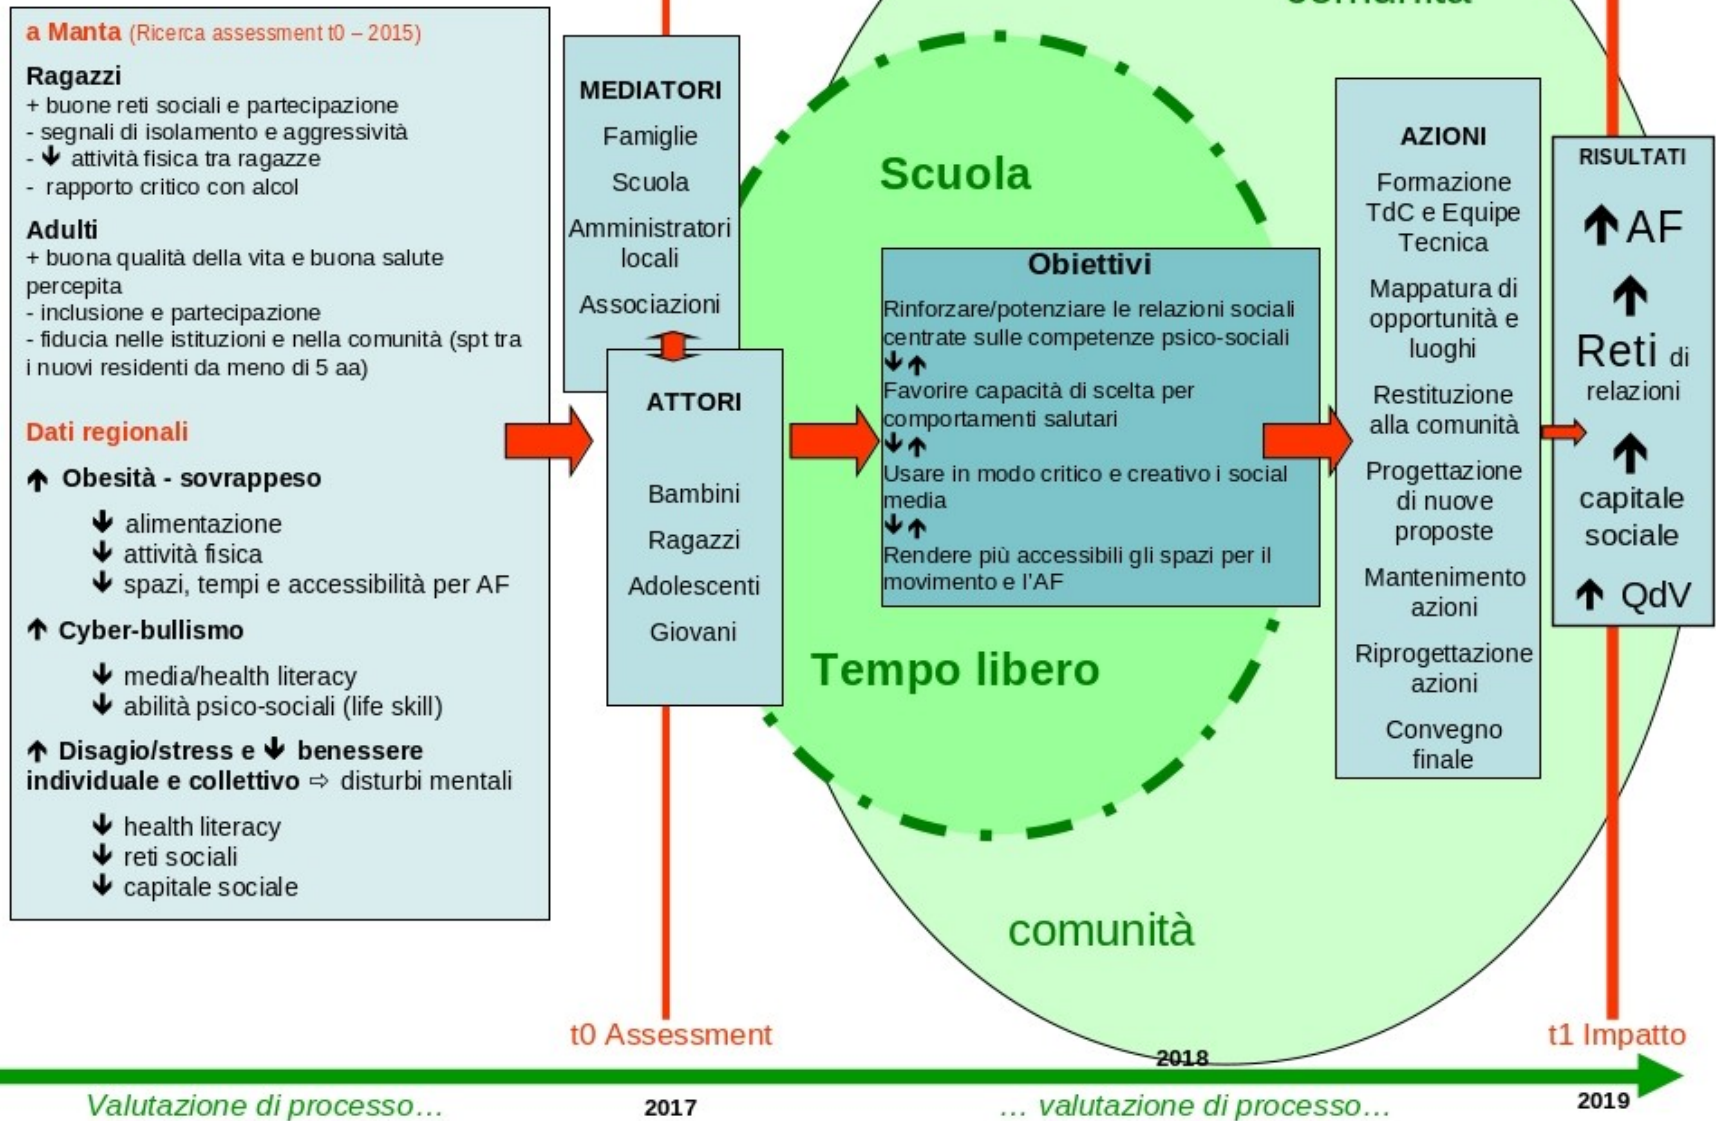 comunità
a Manta (Ricerca assessment t0 – 2015)
Ragazzi
+ buone reti sociali e partecipazione
- segnali di isolamento e aggressività
- 🡻 attività fisica tra ragazze
- rapporto critico con alcol
Adulti
+ buona qualità della vita e buona salute
percepita
- inclusione e partecipazione
- fiducia nelle istituzioni e nella comunità (spt tra
i nuovi residenti da meno di 5 aa)
Dati regionali
🡹 Obesità - sovrappeso
🡻 alimentazione
🡻 attività fisica
🡻 spazi, tempi e accessibilità per AF
🡹 Cyber-bullismo
🡻 media/health literacy
🡻 abilità psico-sociali (life skill)
🡹 Disagio/stress e 🡻 benessere
individuale e collettivo ⇨ disturbi mentali
🡻 health literacy
🡻 reti sociali
🡻 capitale sociale
MEDIATORI
Famiglie
Scuola
Amministratori
locali
Associazioni
ATTORI
Bambini
Ragazzi
Adolescenti
Giovani
Scuola
Obiettivi
Rinforzare/potenziare le relazioni sociali
centrate sulle competenze psico-sociali
🡻🡹
Favorire capacità di scelta per
comportamenti salutari
🡻🡹
Usare in modo critico e creativo i social
media
🡻🡹
Rendere più accessibili gli spazi per il
movimento e l'AF
Tempo libero
comunità
AZIONI
Formazione
TdC e Equipe
Tecnica
Mappatura di
opportunità e
luoghi
Restituzione
alla comunità
Progettazione
di nuove
proposte
Mantenimento
azioni
Riprogettazione
azioni
Convegno
finale
RISULTATI
🡹 AF
🡹
Reti di
relazioni
🡹
capitale
sociale
🡹 QdV
t0 Assessment
t1 Impatto
2018
Valutazione di processo…
2017
… valutazione di processo…
2019